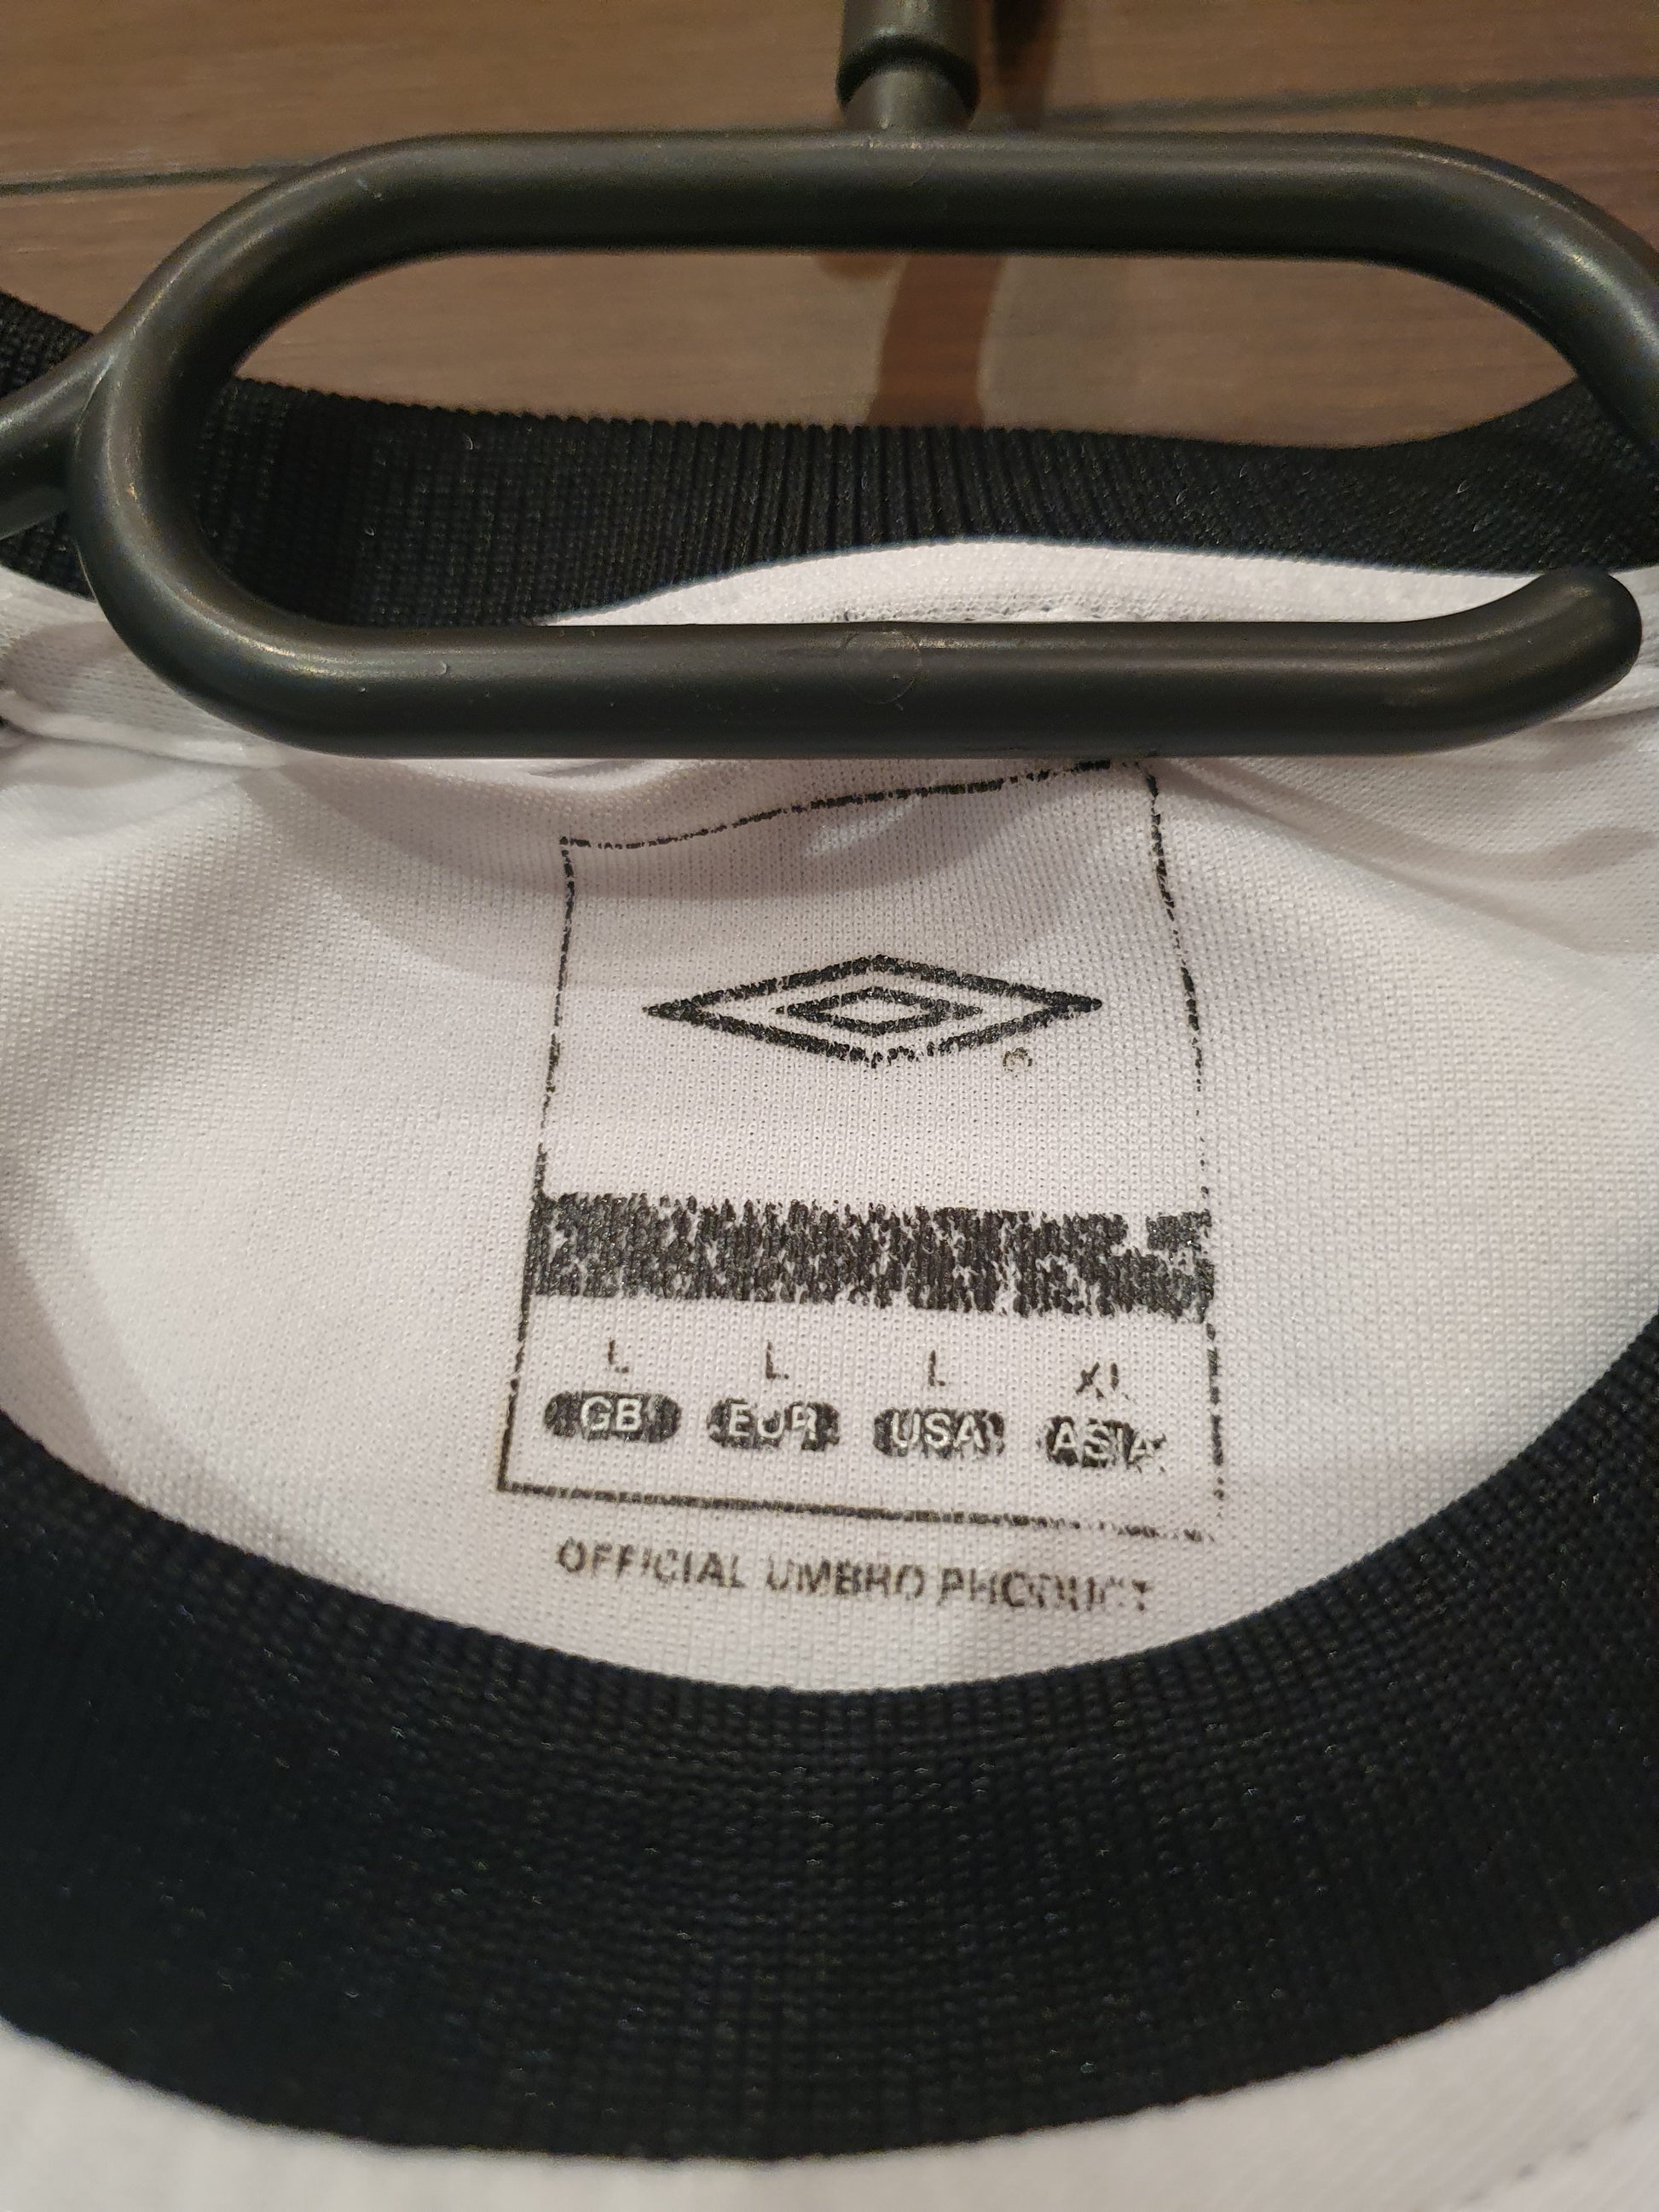 ®
L L L XL
GB EUR USA ASIA
OFFICIAL UMBRO PRODUCT